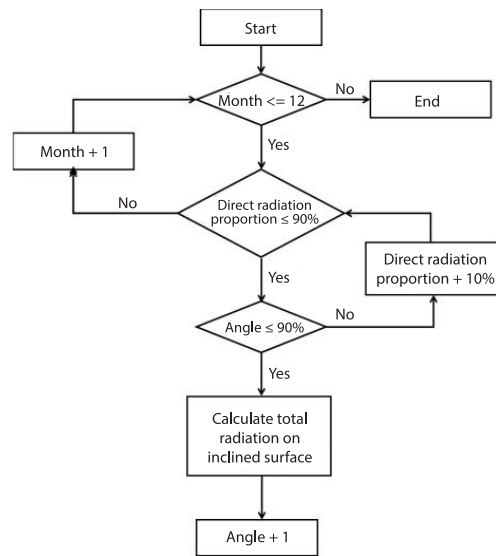 Start
Month <= 12
No
End
Month + 1
Yes
No
Direct radiation
proportion ≤ 90%
Direct radiation
proportion + 10%
Yes
Angle ≤ 90%
No
Yes
Calculate total
radiation on
inclined surface
Angle + 1